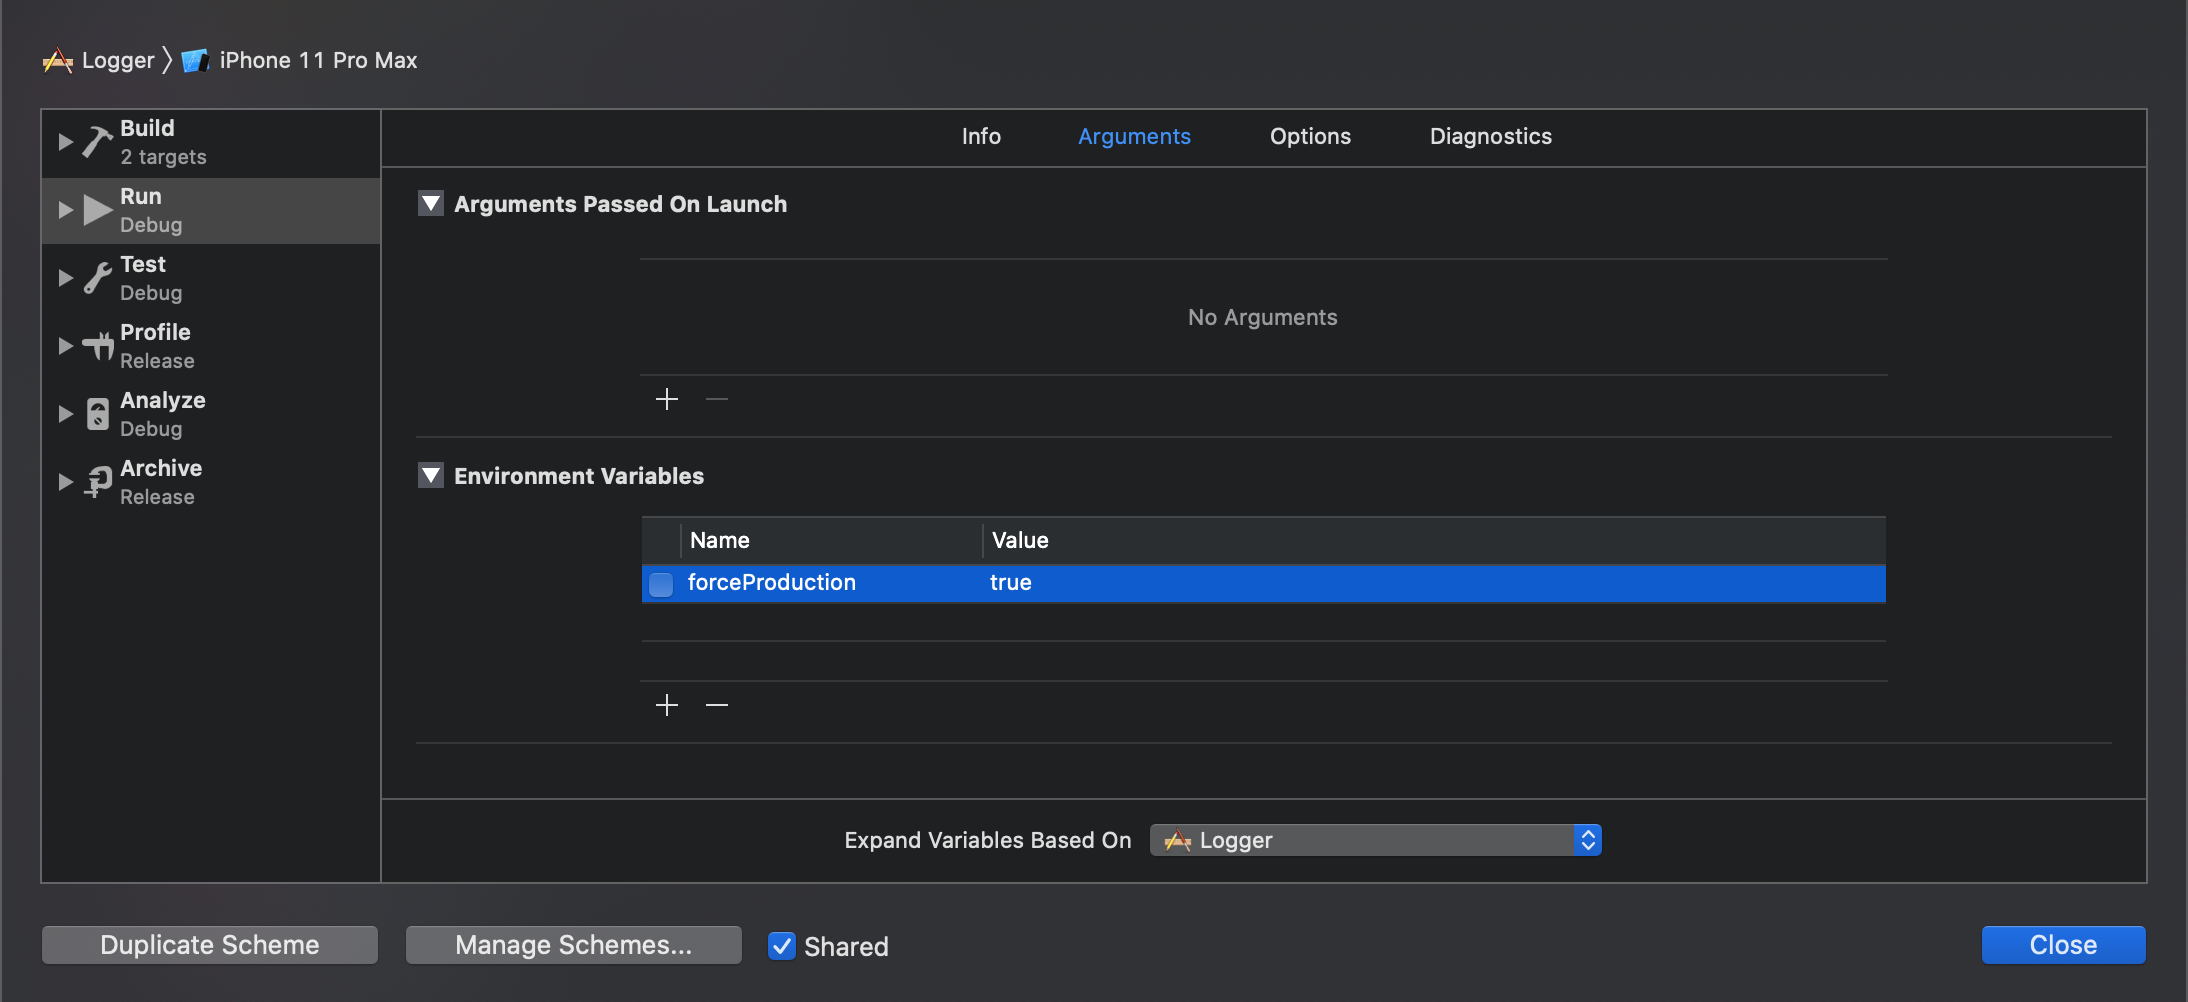 Logger iPhone 11 Pro Max
Build
2 targets
Run
Debug
Test
Debug
Profile
Release
Analyze
Debug
Archive
Release
Info Arguments Options Diagnostics
Arguments Passed On Launch
No Arguments
Environment Variables
Name Value
forceProduction true
Expand Variables Based On Logger
Duplicate Scheme Manage Schemes... Shared Close